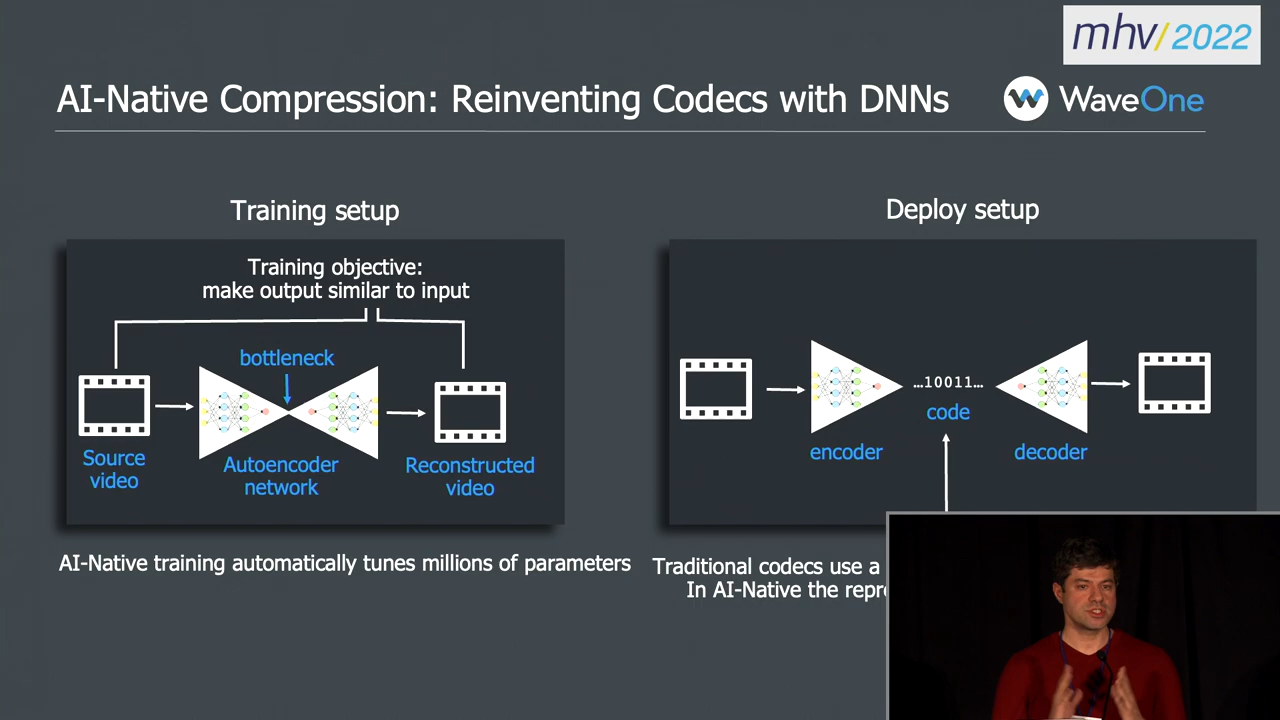 mhv/2022
AI-Native Compression: Reinventing Codecs with DNNs
WaveOne
Training setup
Training objective:
make output similar to input
bottleneck
Source
video
Autoencoder
network
Reconstructed
video
AI-Native training automatically tunes millions of parameters
Deploy setup
...10011...
code
encoder
decoder
Traditional codecs use a
In AI-Native the repre